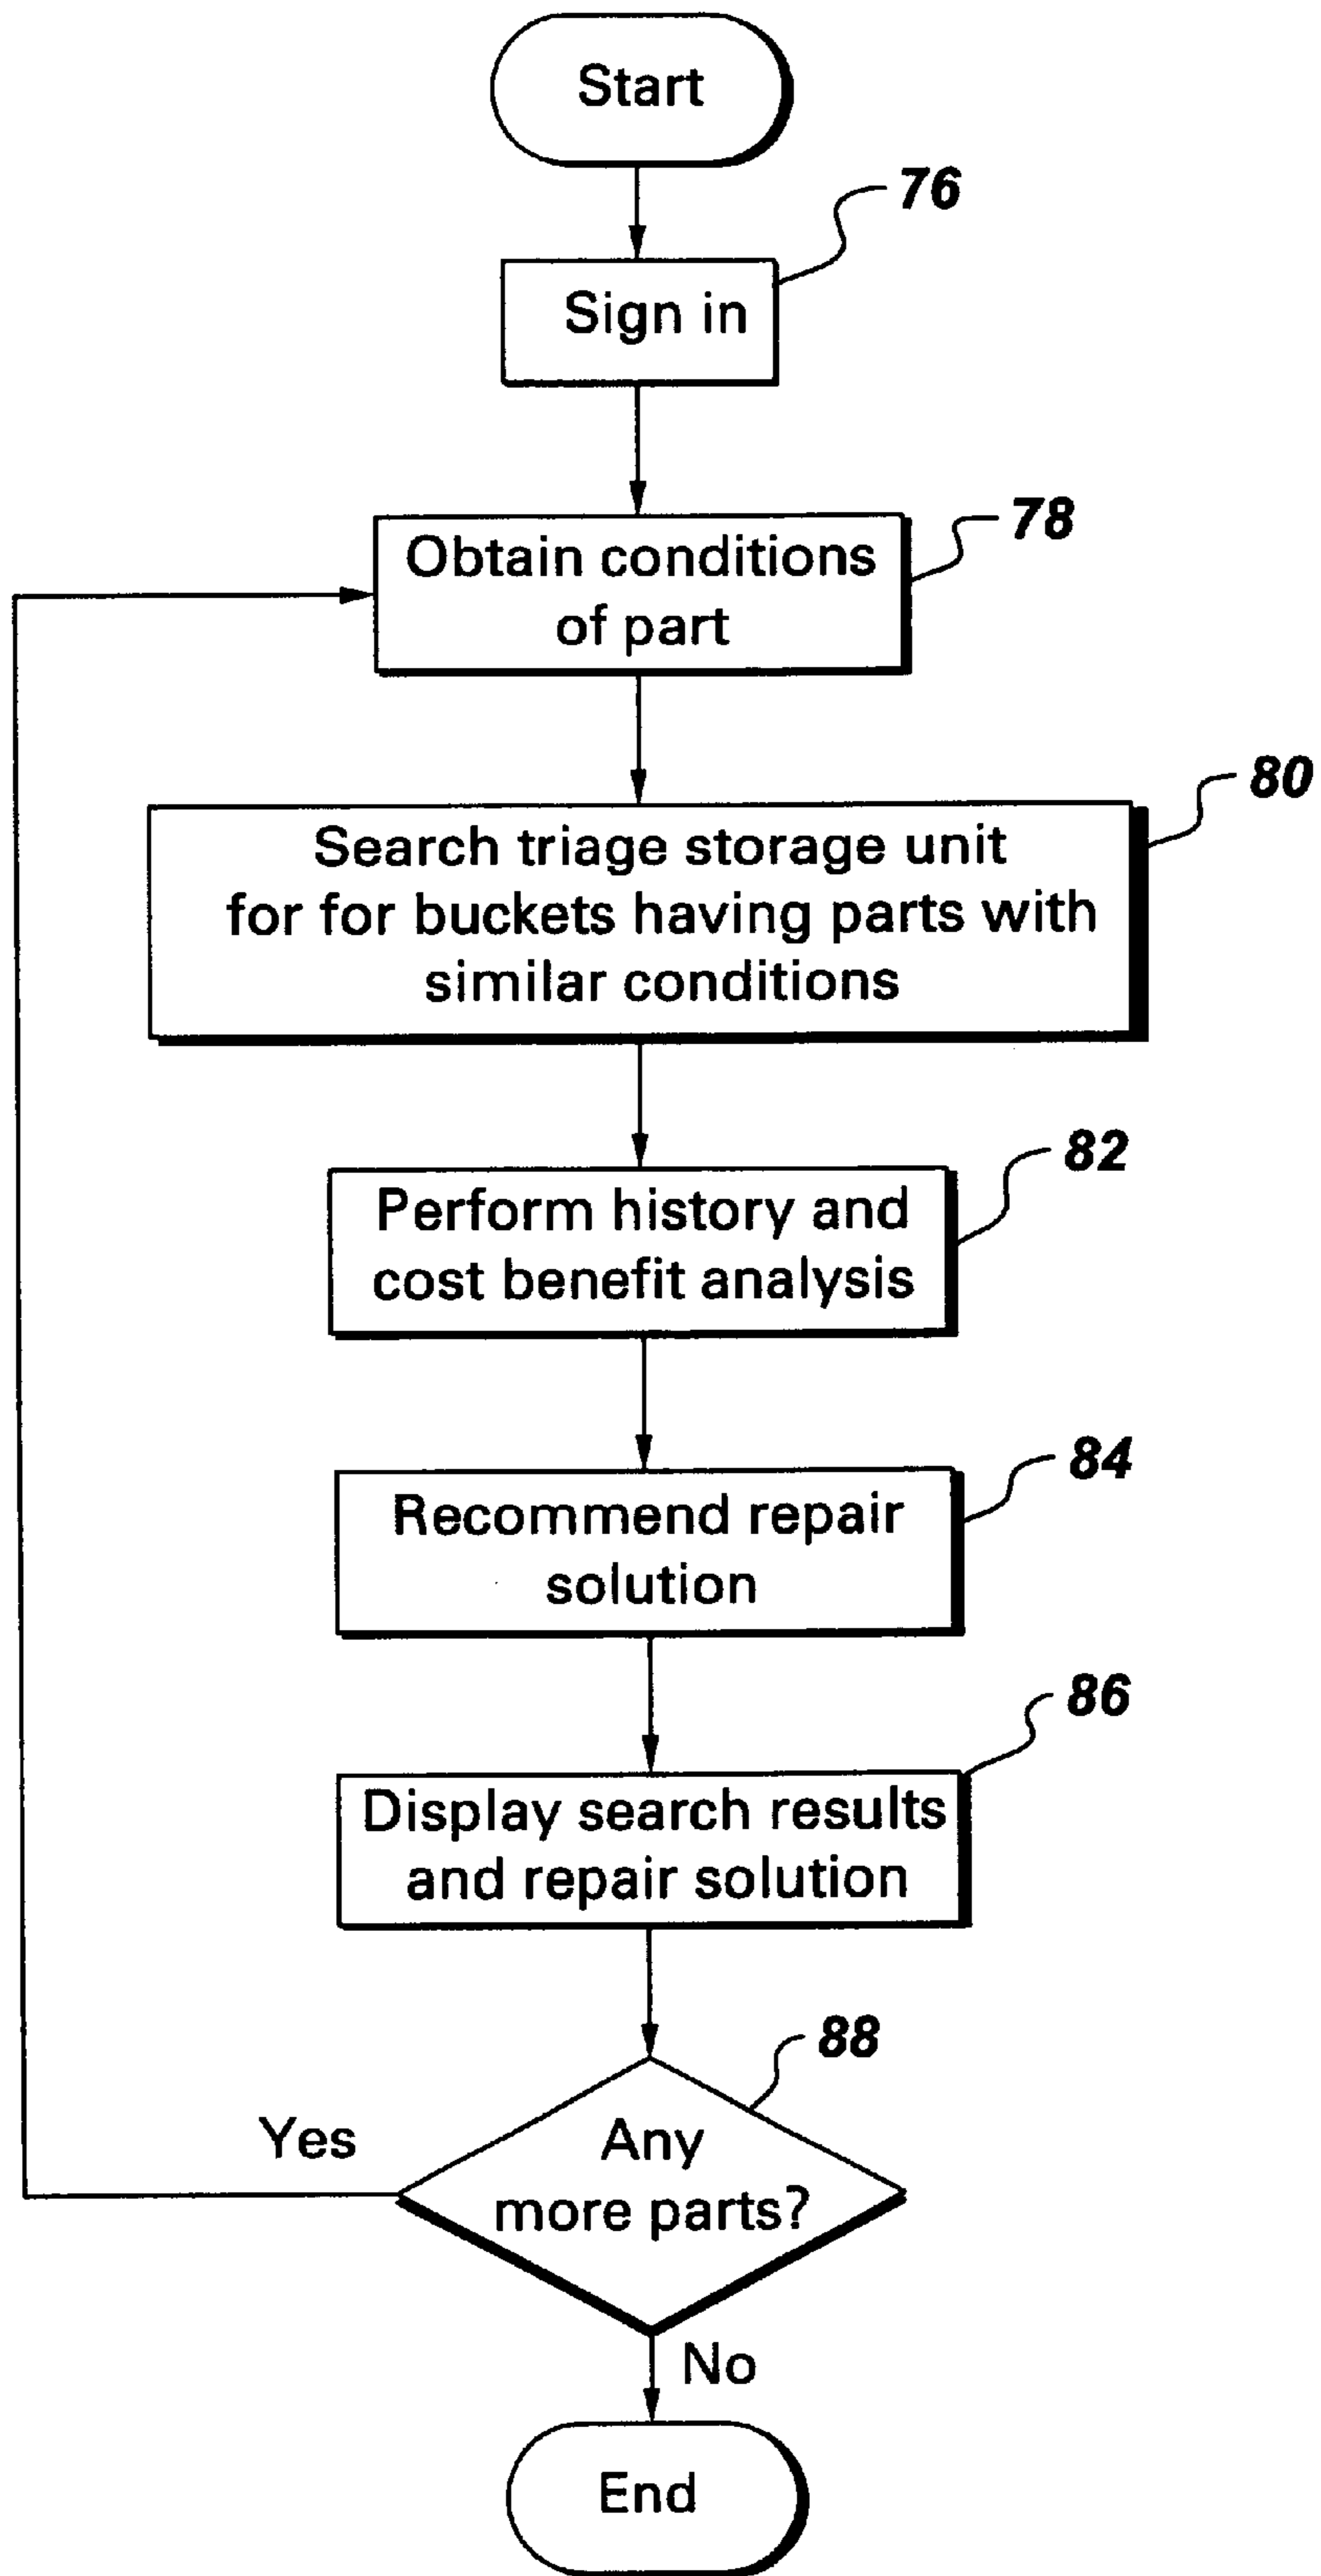 Start
76
Sign in
78
Obtain conditions
of part
80
Search triage storage unit
for for buckets having parts with
similar conditions
82
Perform history and
cost benefit analysis
84
Recommend repair
solution
86
Display search results
and repair solution
88
Yes
Any
more parts?
No
End